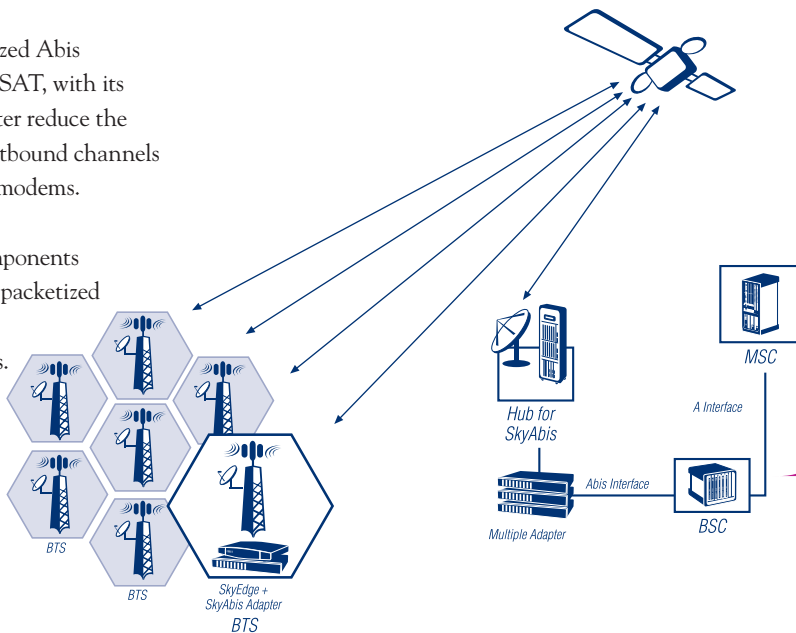 zed Abis
SAT, with its
ter reduce the
tbound channels
modems.
ponents
packetized
s.
MSC
A Interface
Hub for
SkyAbis
Abis Interface
Multiple Adapter
BSC
BTS
BTS
SkyEdge +
SkyAbis Adapter
BTS